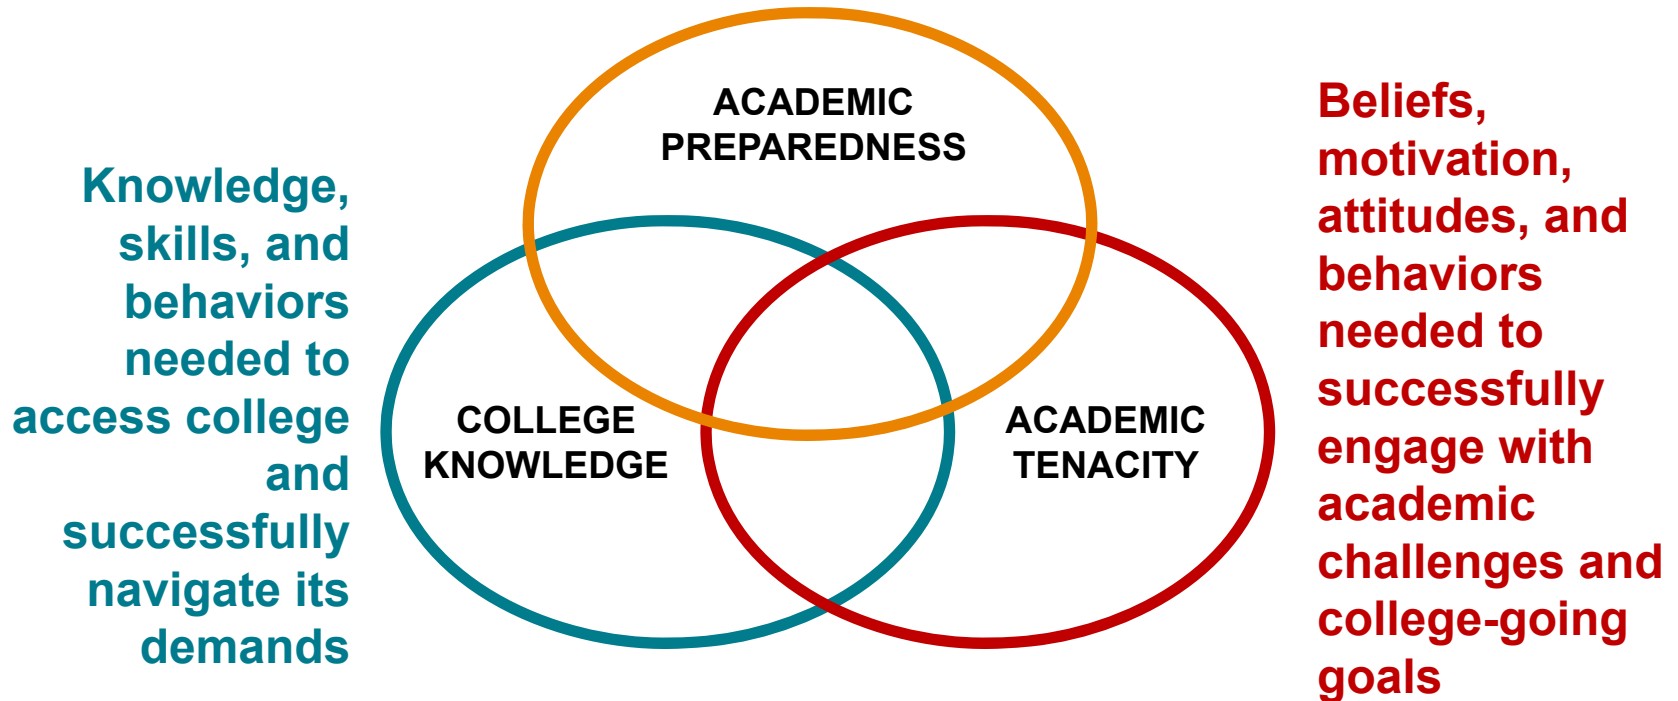 ACADEMIC
PREPAREDNESS
Knowledge,
skills, and
behaviors
needed to
access college
and
successfully
navigate its
demands
COLLEGE
KNOWLEDGE
ACADEMIC
TENACITY
Beliefs,
motivation,
attitudes, and
behaviors
needed to
successfully
engage with
academic
challenges and
college-going
goals